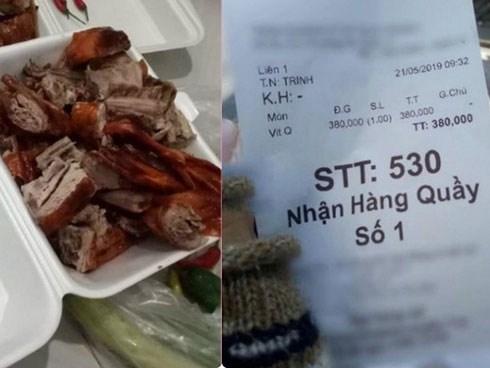 Liên 1
T.N: TRINH 21/05/2019 09:32
K.H: -
Món Đ.G S.L T.T G.Chú
Vit Q 380,000 (1.00) 380,000 -
TT: 380,000
STT: 530
Nhận Hàng Quầy
Số 1